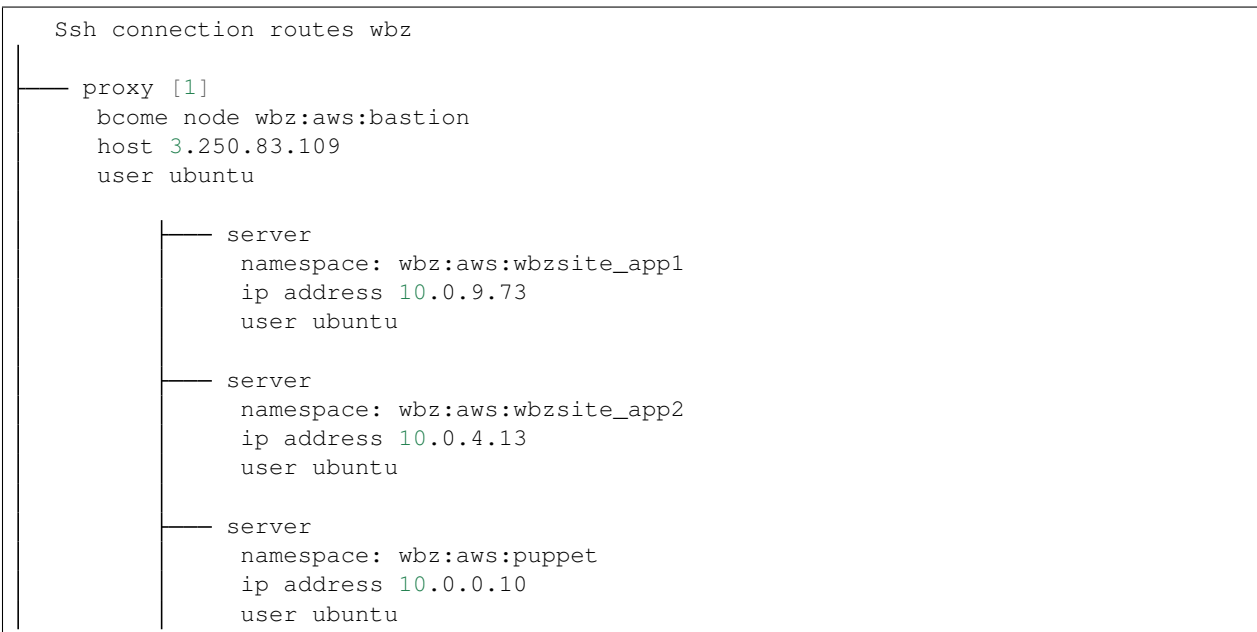 Ssh connection routes wbz
proxy [1]
bcome node wbz:aws:bastion
host 3.250.83.109
user ubuntu
server
namespace: wbz:aws:wbzsite_app1
ip address 10.0.9.73
user ubuntu
server
namespace: wbz:aws:wbzsite_app2
ip address 10.0.4.13
user ubuntu
server
namespace: wbz:aws:puppet
ip address 10.0.0.10
user ubuntu